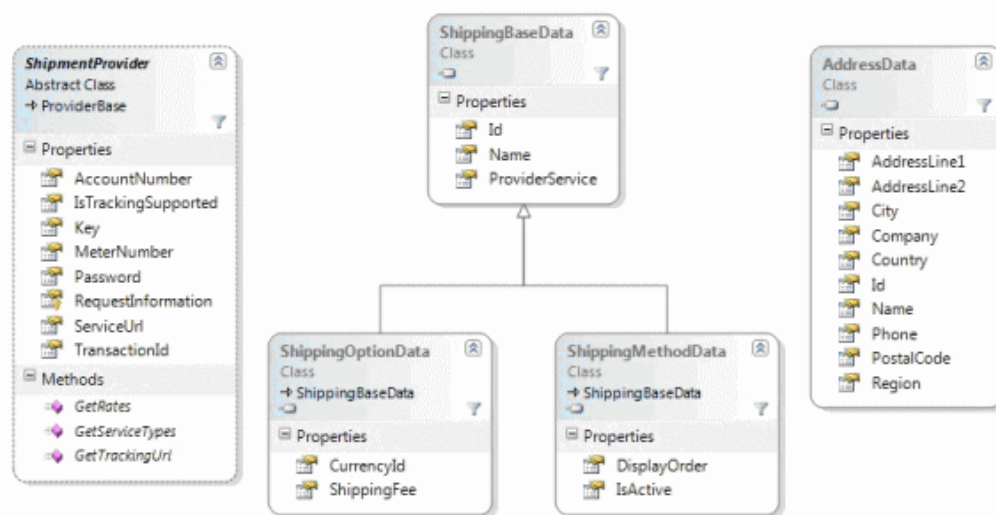 ShipmentProvider
Abstract Class
ProviderBase
Properties
AccountNumber
IsTrackingSupported
Key
MeterNumber
Password
RequestInformation
ServiceUrl
TransactionId
Methods
GetRates
GetServiceTypes
GetTrackingUrl
ShippingBaseData
Class
Properties
Id
Name
ProviderService
ShippingOptionData
Class
ShippingBaseData
Properties
CurrencyId
ShippingFee
ShippingMethodData
Class
ShippingBaseData
Properties
DisplayOrder
IsActive
AddressData
Class
Properties
AddressLine1
AddressLine2
City
Company
Country
Id
Name
Phone
PostalCode
Region